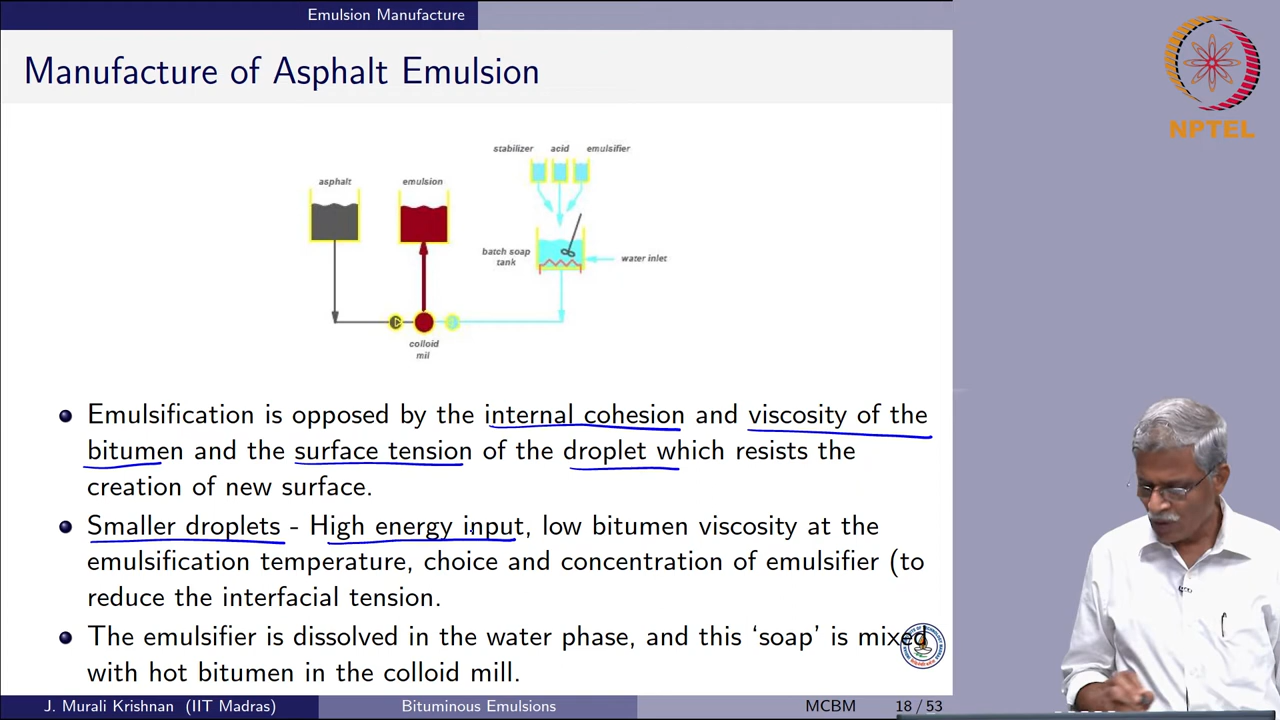 Emulsion Manufacture
Manufacture of Asphalt Emulsion
NPTEL
stabilizer acid emulsifier
asphalt emulsion
batch soap
tank
water inlet
colloid
mil
Emulsification is opposed by the internal cohesion and viscosity of the
bitumen and the surface tension of the droplet which resists the
creation of new surface.
Smaller droplets - High energy input, low bitumen viscosity at the
emulsification temperature, choice and concentration of emulsifier (to
reduce the interfacial tension.
The emulsifier is dissolved in the water phase, and this ‘soap’ is mixed
with hot bitumen in the colloid mill.
J. Murali Krishnan (IIT Madras) Bituminous Emulsions MCBM 18 / 53